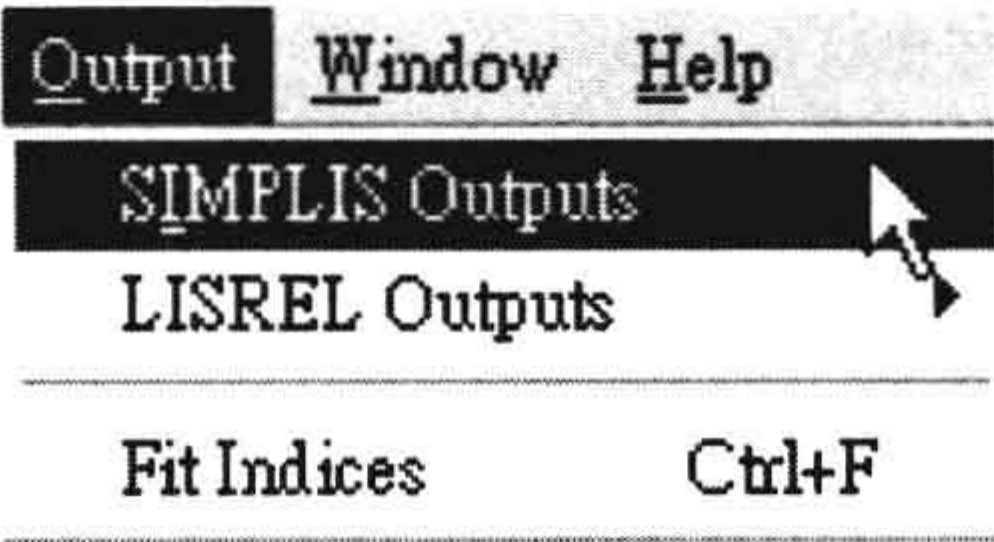 Output Window Help
SIMPLIS Outputs
LISREL Outputs
Fit Indices Ctrl+F